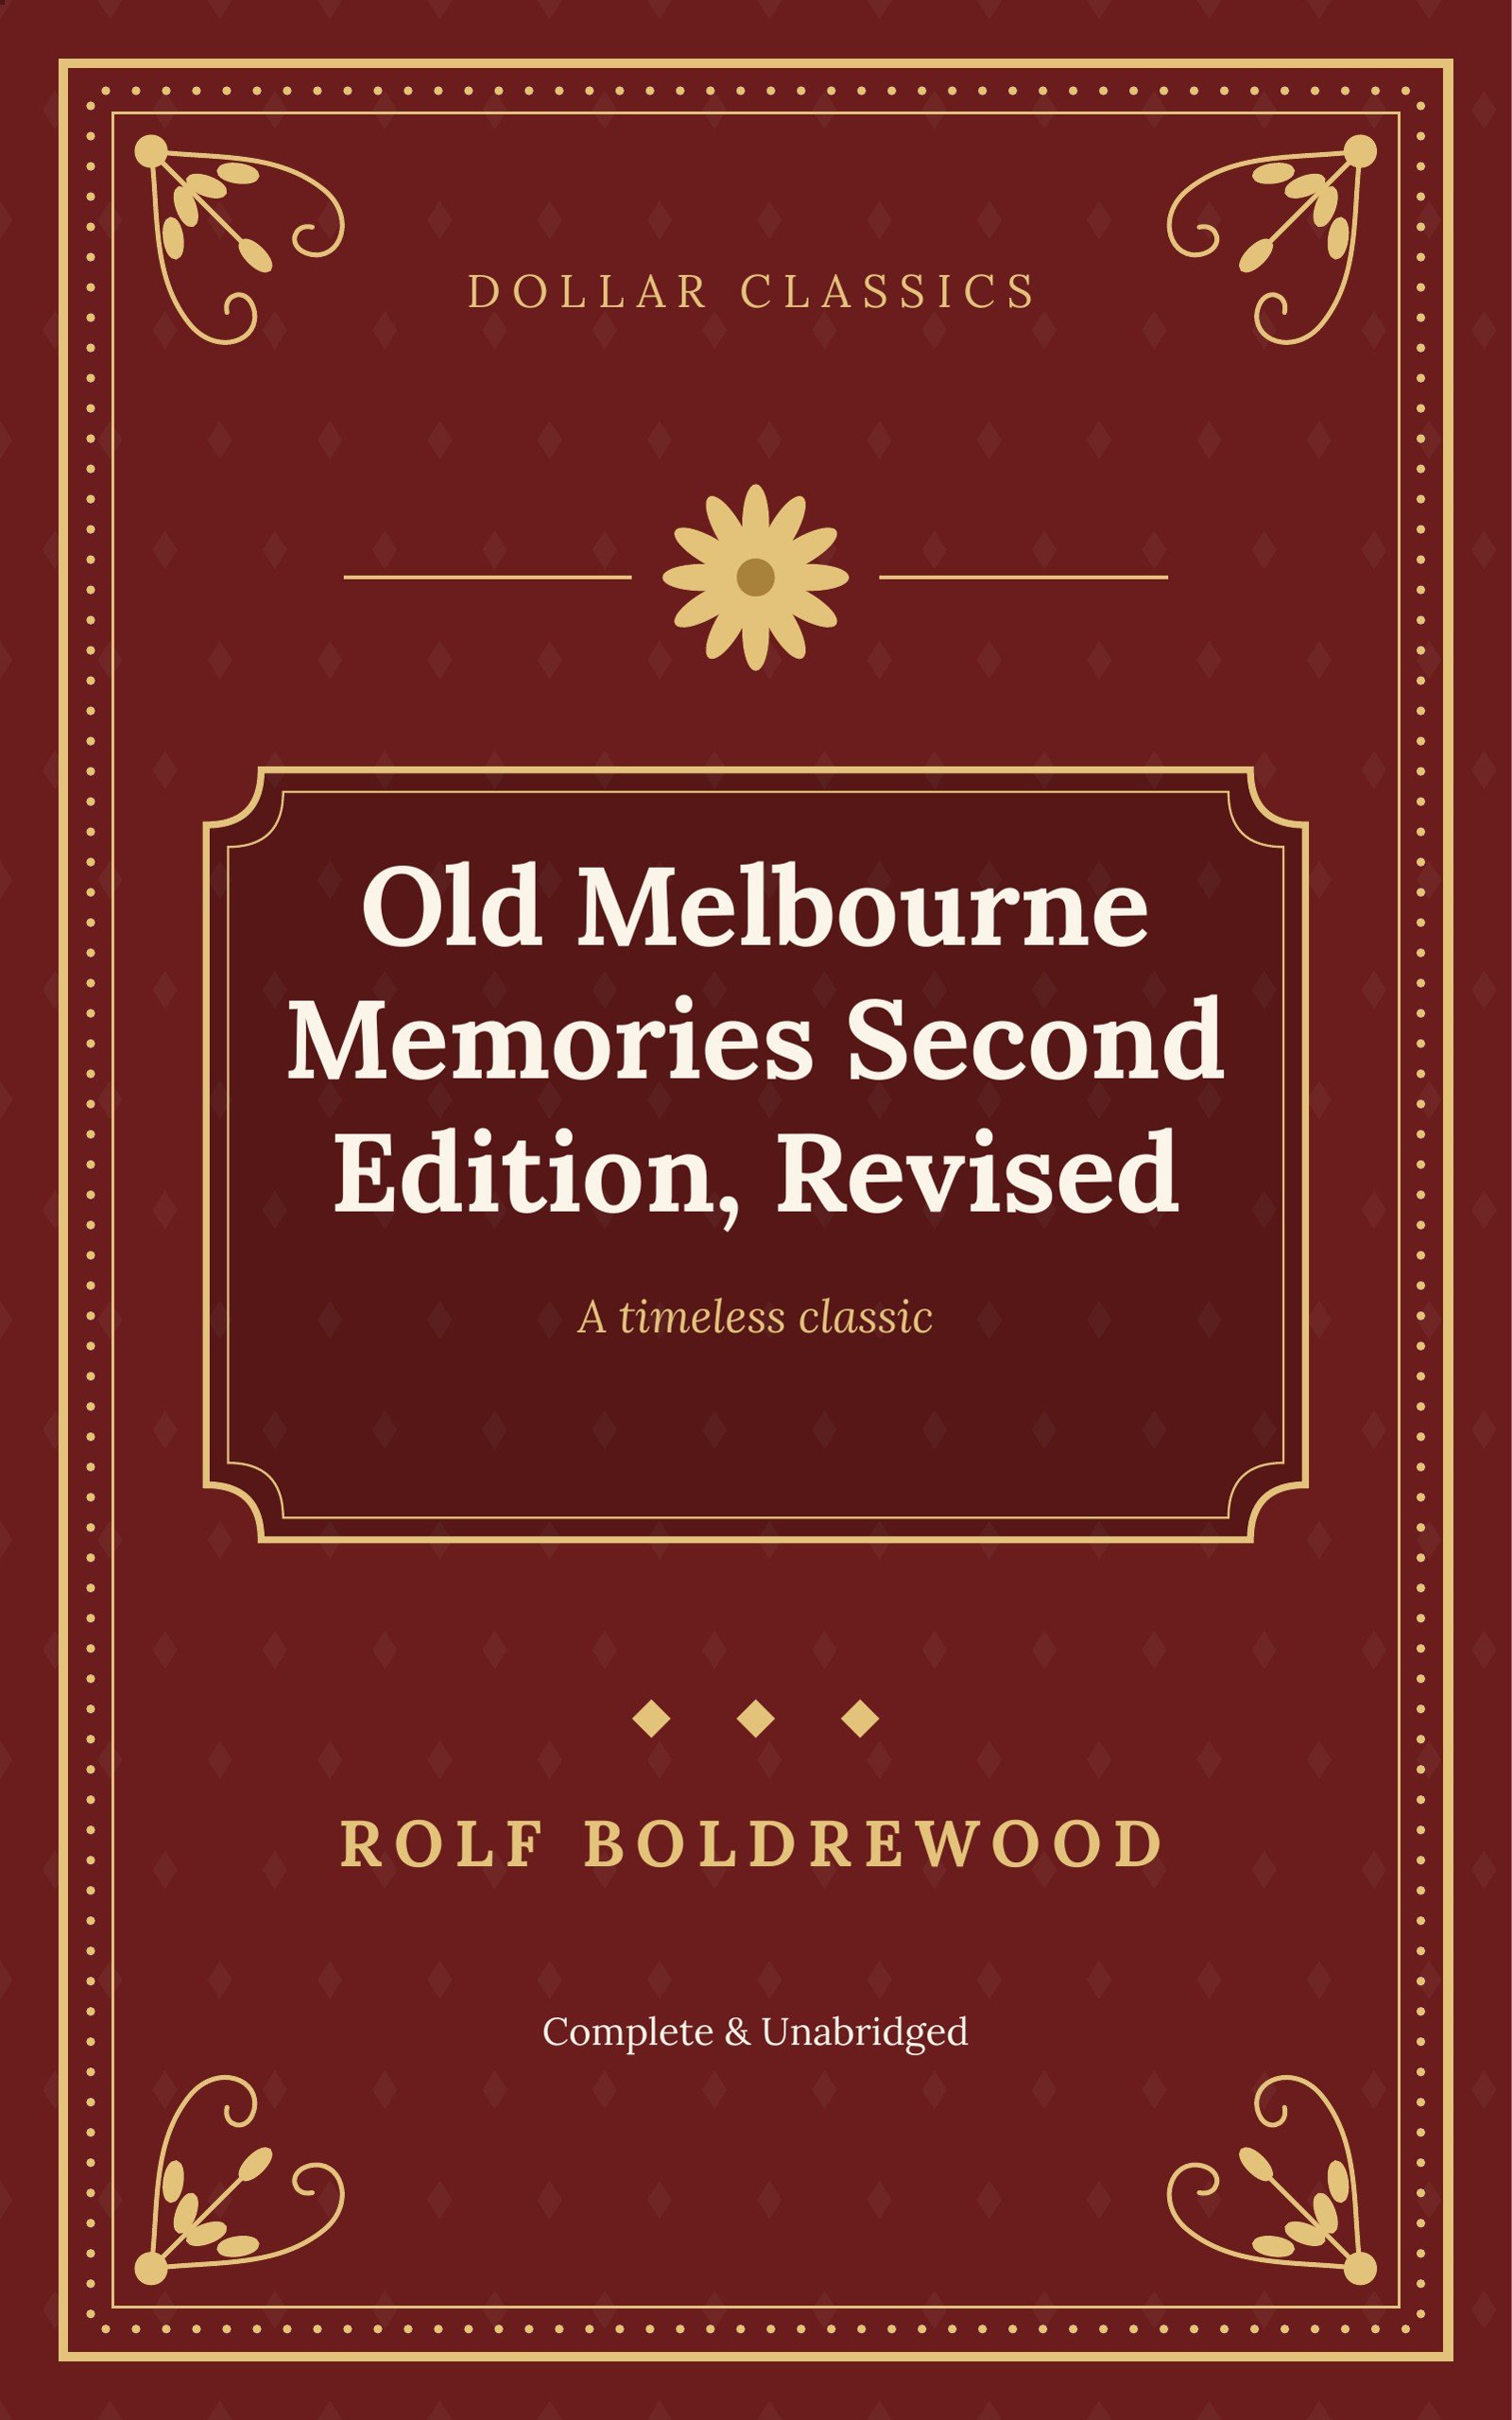 DOLLAR CLASSICS
Old Melbourne
Memories Second
Edition, Revised
A timeless classic
ROLF BOLDREWOOD
Complete & Unabridged